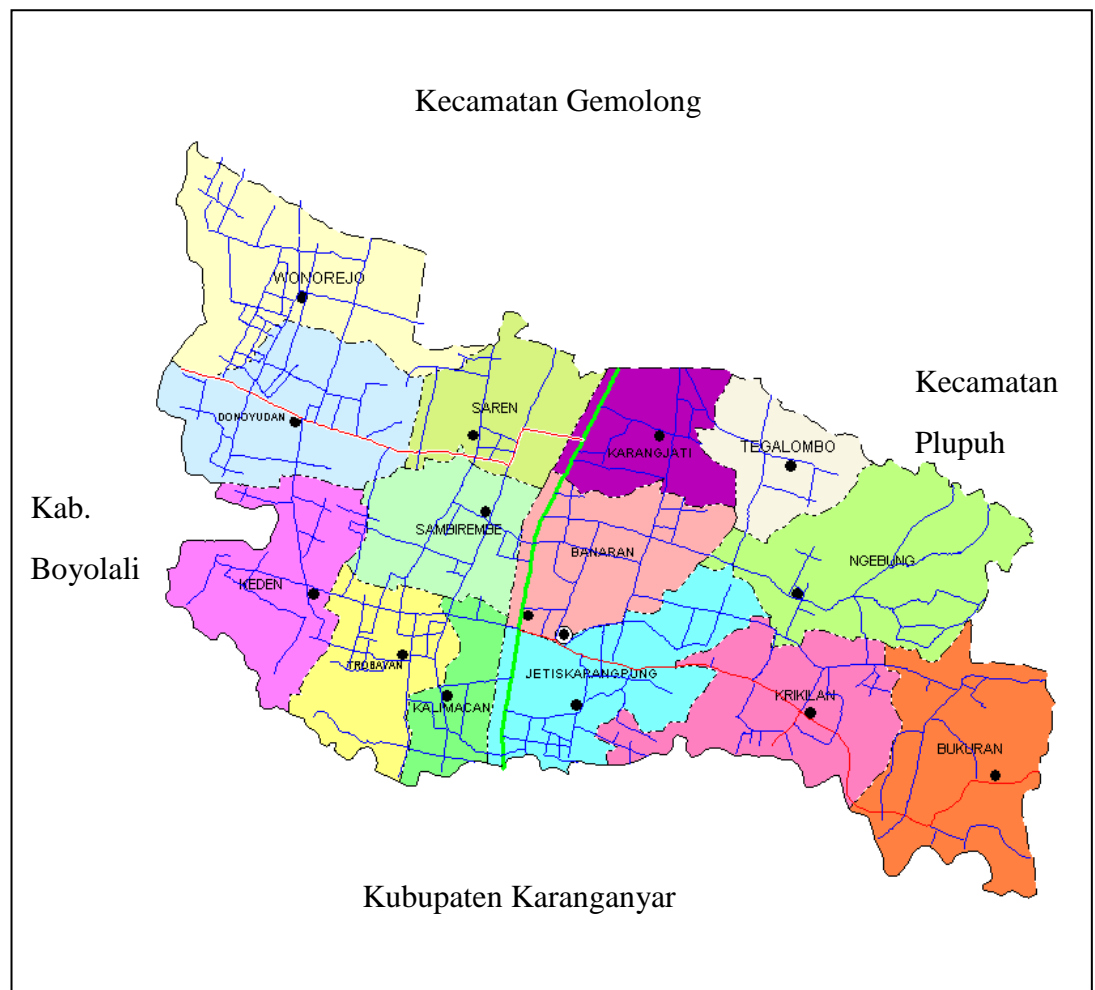 Kecamatan Gemolong
WONOREJO
Kecamatan
Plupuh
SAREN
DONOYUDAN
KARANGJATI
TEGALOMBO
Kab.
Boyolali
SAMBIREMBE
BANARAN
NGEBUNG
KEDEN
TROBAYAN
JETISKARANGPUNG
KALIMACAN
KRIKILAN
BUKURAN
Kubupaten Karanganyar